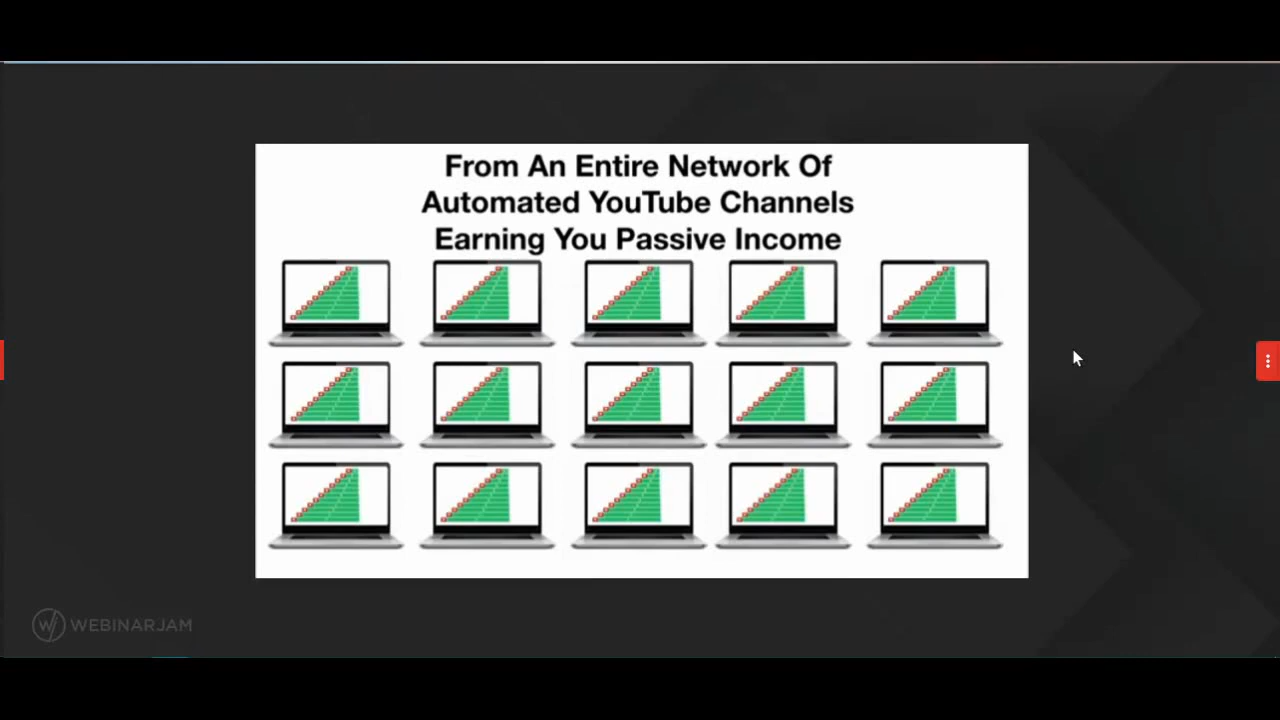 From An Entire Network Of
Automated YouTube Channels
Earning You Passive Income
WEBINARJAM